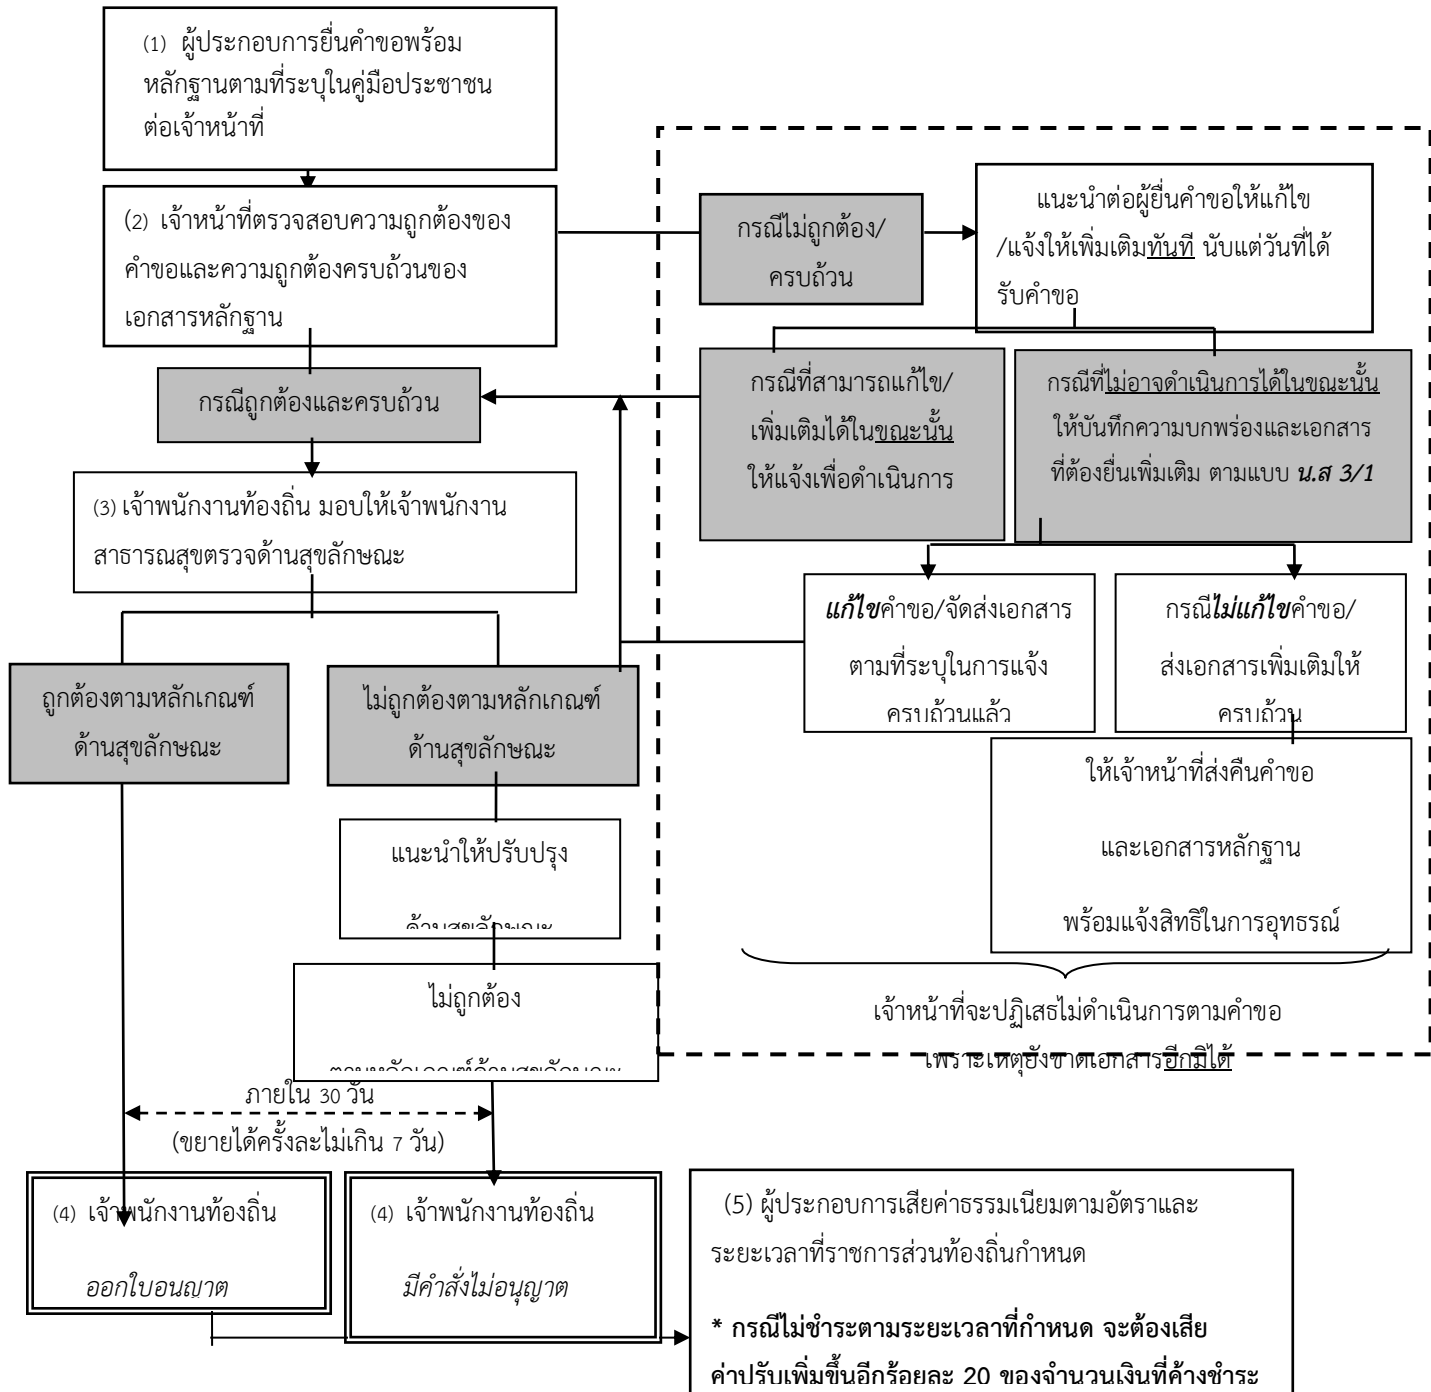 (1) ผู้ประกอบการยื่นคำขอพร้อม
หลักฐานตามที่ระบุในคู่มือประชาชน
ต่อเจ้าหน้าที่
(2) เจ้าหน้าที่ตรวจสอบความถูกต้องของ
คำขอและความถูกต้องครบถ้วนของ
เอกสารหลักฐาน
กรณีไม่ถูกต้อง/
ครบถ้วน
แนะนำต่อผู้ยื่นคำขอให้แก้ไข
/แจ้งให้เพิ่มเติมทันที นับแต่วันที่ได้
รับคำขอ
กรณีถูกต้องและครบถ้วน
กรณีที่สามารถแก้ไข/
เพิ่มเติมได้ในขณะนั้น
ให้แจ้งเพื่อดำเนินการ
กรณีที่ไม่อาจดำเนินการได้ในขณะนั้น
ให้บันทึกความบกพร่องและเอกสาร
ที่ต้องยื่นเพิ่มเติม ตามแบบ น.ส 3/1
(3) เจ้าพนักงานท้องถิ่น มอบให้เจ้าพนักงาน
สาธารณสุขตรวจด้านสุขลักษณะ
แก้ไขคำขอ/จัดส่งเอกสาร
ตามที่ระบุในการแจ้ง
ครบถ้วนแล้ว
กรณีไม่แก้ไขคำขอ/
ส่งเอกสารเพิ่มเติมให้
ครบถ้วน
ถูกต้องตามหลักเกณฑ์
ด้านสุขลักษณะ
ไม่ถูกต้องตามหลักเกณฑ์
ด้านสุขลักษณะ
ให้เจ้าหน้าที่ส่งคืนคำขอ
และเอกสารหลักฐาน
พร้อมแจ้งสิทธิในการอุทธรณ์
แนะนำให้ปรับปรุง
ด้านสุขลักษณะ
ไม่ถูกต้อง
ตามหลักเกณฑ์ด้านสุขลักษณะ
เจ้าหน้าที่จะปฏิเสธไม่ดำเนินการตามคำขอ
เพราะเหตุยังขาดเอกสารอีกมิได้
ภายใน 30 วัน
(ขยายได้ครั้งละไม่เกิน 7 วัน)
(4) เจ้าพนักงานท้องถิ่น
ออกใบอนุญาต
(4) เจ้าพนักงานท้องถิ่น
มีคำสั่งไม่อนุญาต
(5) ผู้ประกอบการเสียค่าธรรมเนียมตามอัตราและ
ระยะเวลาที่ราชการส่วนท้องถิ่นกำหนด
* กรณีไม่ชำระตามระยะเวลาที่กำหนด จะต้องเสีย
ค่าปรับเพิ่มขึ้นอีกร้อยละ 20 ของจำนวนเงินที่ค้างชำระ